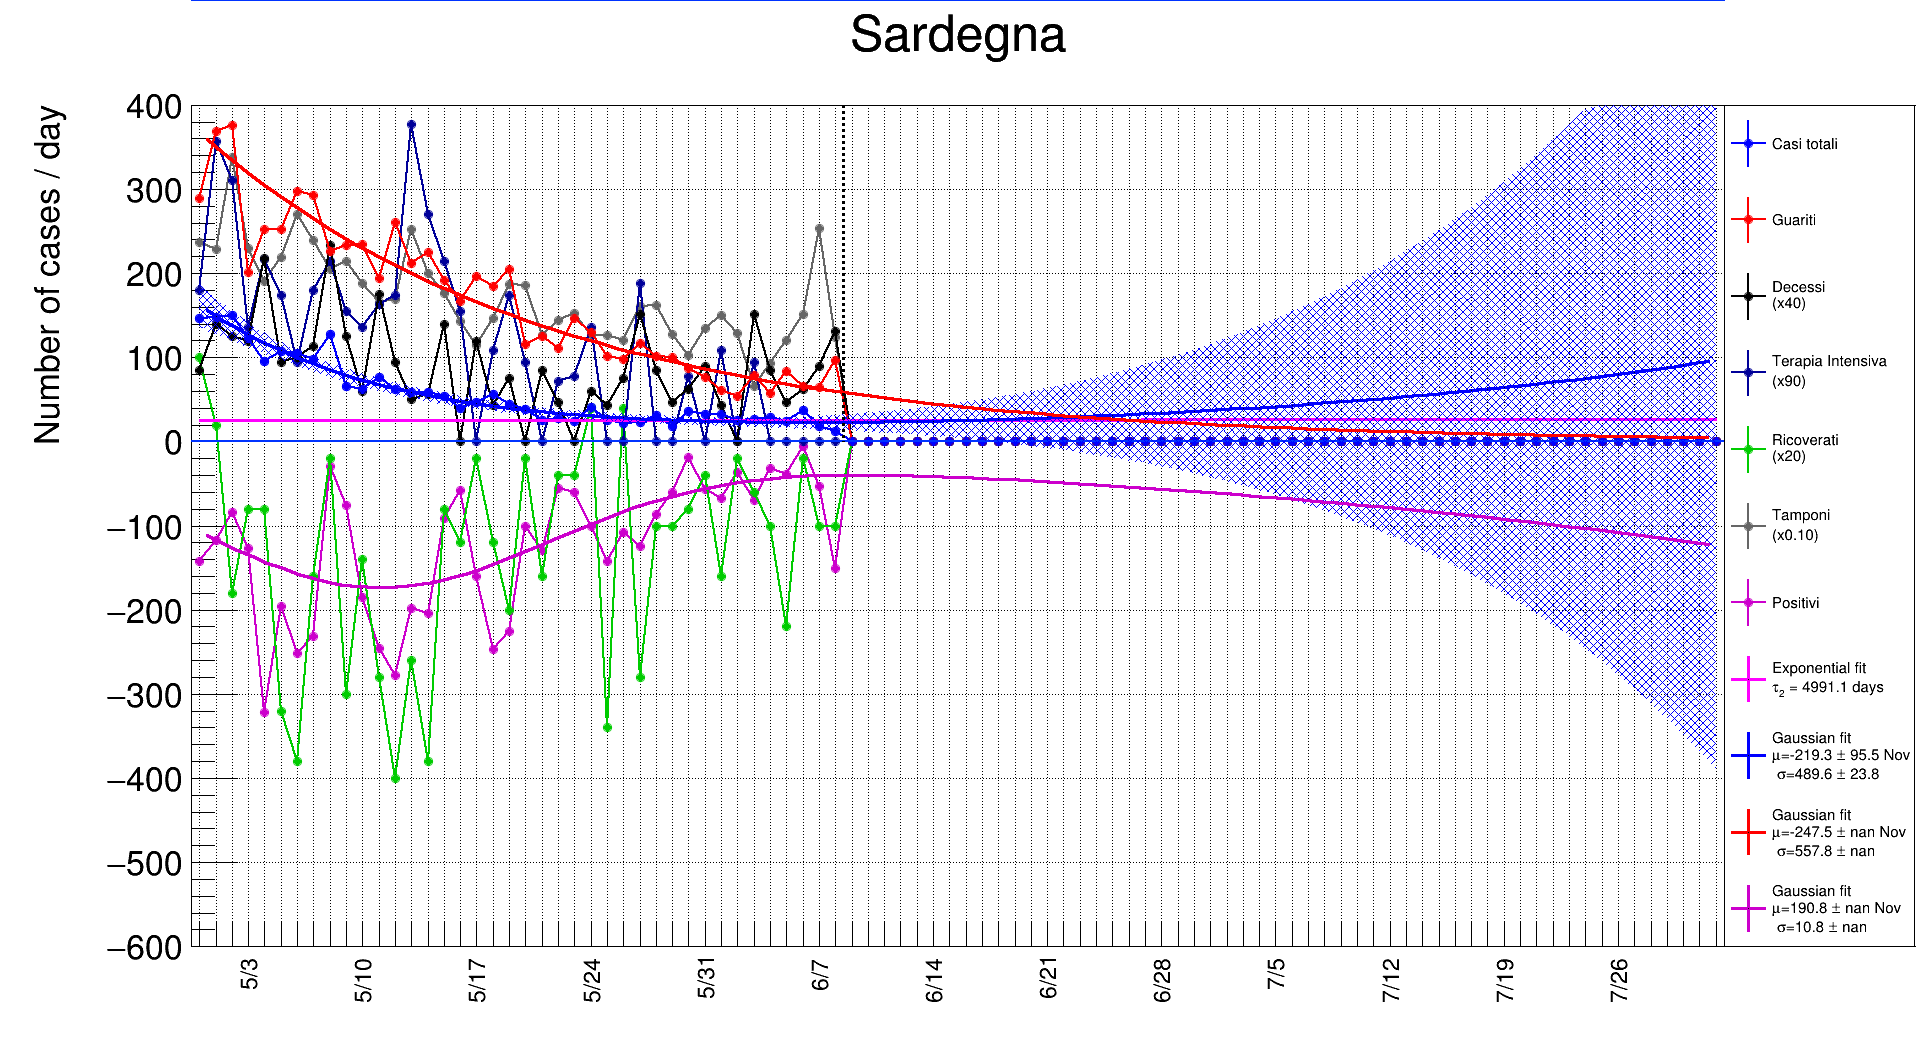 Sardegna
Number of cases / day
400
300
200
100
0
−100
−200
−300
−400
−500
−600
5/3
5/10
5/17
5/24
5/31
6/7
6/14
6/21
6/28
7/5
7/12
7/19
7/26
Casi totali
Guariti
Decessi
(x40)
Terapia Intensiva
(x90)
Ricoverati
(x20)
Tamponi
(x0.10)
Positivi
Exponential fit
τ2 = 4991.1 days
Gaussian fit
μ=-219.3 ± 95.5 Nov
σ=489.6 ± 23.8
Gaussian fit
μ=-247.5 ± nan Nov
σ=557.8 ± nan
Gaussian fit
μ=190.8 ± nan Nov
σ=10.8 ± nan